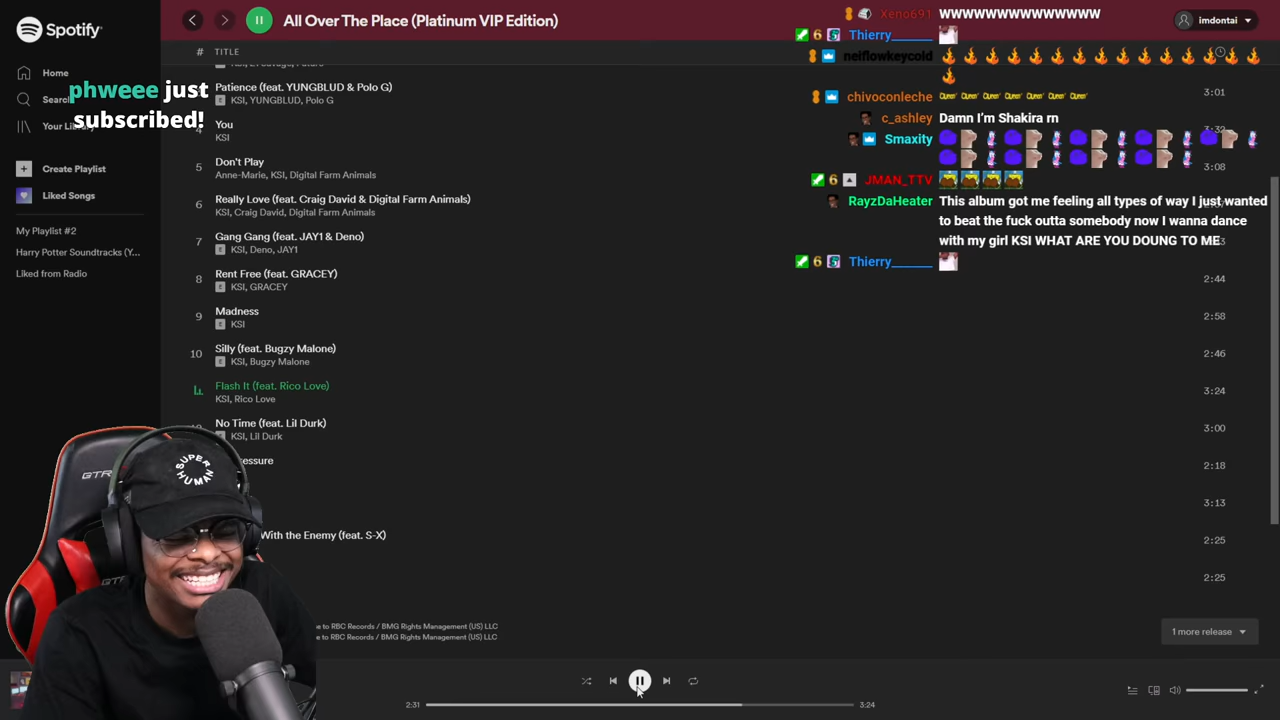 Spotify
Home
Search
Your Library
Create Playlist
Liked Songs
My Playlist #2
Harry Potter Soundtracks (Y...
Liked from Radio
phweee just
subscribed!
All Over The Place (Platinum VIP Edition)
imdontai
# TITLE
Patience (feat. YUNGBLUD & Polo G)
E KSI, YUNGBLUD, Polo G
3:01
You
KSI
3:32
5 Don't Play
Anne-Marie, KSI, Digital Farm Animals
3:08
6 Really Love (feat. Craig David & Digital Farm Animals)
KSI, Craig David, Digital Farm Animals
7 Gang Gang (feat. JAY1 & Deno)
E KSI, Deno, JAY1
8 Rent Free (feat. GRACEY)
E KSI, GRACEY
2:44
9 Madness
E KSI
2:58
10 Silly (feat. Bugzy Malone)
E KSI, Bugzy Malone
2:46
Flash It (feat. Rico Love)
KSI, Rico Love
3:24
No Time (feat. Lil Durk)
KSI, Lil Durk
3:00
essure
2:18
3:13
With the Enemy (feat. S-X)
2:25
2:25
e to RBC Records / BMG Rights Management (US) LLC
e to RBC Records / BMG Rights Management (US) LLC
1 more release
2:31
3:24
Xeno691 WWWWWWWWWWWWWW
6 Thierry______
neiflowkeycold
chivoconleche
c_ashley Damn I'm Shakira rn
Smaxity
6 JMAN_TTV
RayzDaHeater This album got me feeling all types of way I just wanted
to beat the fuck outta somebody now I wanna dance
with my girl KSI WHAT ARE YOU DOUNG TO ME
6 Thierry______
SUPER
HUMAN
GTR